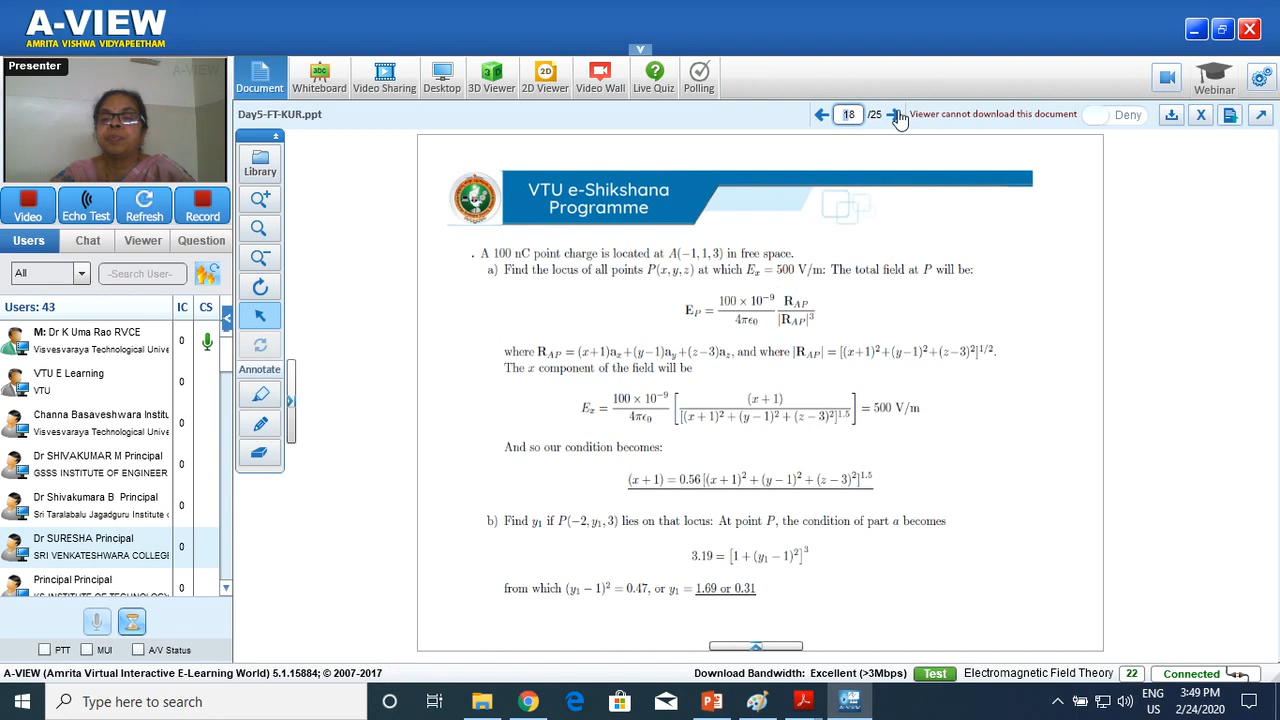 A-VIEW
AMRITA VISHWA VIDYAPEETHAM
Presenter
A-VIEW
Document
Whiteboard
Video Sharing
Desktop
3D Viewer
2D Viewer
Video Wall
Live Quiz
Polling
Webinar
Day5-FT-KUR.ppt
18 /25
Viewer cannot download this document
Deny
Video
Echo Test
Refresh
Record
Users
Chat
Viewer
Question
All
-Search User-
Users: 43 IC CS
M: Dr K Uma Rao RVCE
Visvesvaraya Technological Unive 0
VTU E Learning
VTU 0
Channa Basaveshwara Institu
Visvesvaraya Technological Unive 0
Dr SHIVAKUMAR M Principal
GSSS INSTITUTE OF ENGINEER 0
Dr Shivakumara B Principal
Sri Taralabalu Jagadguru Institute 0
Dr SURESHA Principal
SRI VENKATESHWARA COLLEGE 0
Principal Principal
KS INSTITUTE OF TECHNOLOGY 0
PTT MUI A/V Status
Library
Annotate
VTU e-Shikshana
Programme
. A 100 nC point charge is located at A(−1, 1, 3) in free space.
a) Find the locus of all points P(x, y, z) at which Eₓ = 500 V/m: The total field at P will be:
E_P = 100 × 10⁻⁹ / 4πϵ₀ R_AP / |R_AP|³
where R_AP = (x+1)aₓ+(y−1)a_y+(z−3)a_z, and where |R_AP| = [(x+1)²+(y−1)²+(z−3)²]^1/2.
The x component of the field will be
Eₓ = 100 × 10⁻⁹ / 4πϵ₀ [ (x + 1) / [(x + 1)² + (y − 1)² + (z − 3)²]^1.5 ] = 500 V/m
And so our condition becomes:
(x + 1) = 0.56 [(x + 1)² + (y − 1)² + (z − 3)²]^1.5
b) Find y₁ if P(−2, y₁, 3) lies on that locus: At point P, the condition of part a becomes
3.19 = [1 + (y₁ − 1)²]³
from which (y₁ − 1)² = 0.47, or y₁ = 1.69 or 0.31
A-VIEW (Amrita Virtual Interactive E-Learning World) 5.1.15884; © 2007-2017
Download Bandwidth: Excellent (>3Mbps)
Test
Electromagnetic Field Theory
22
Connected
Type here to search
ENG
US
3:49 PM
2/24/2020